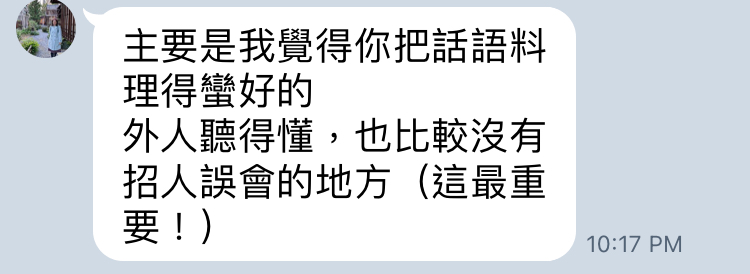 主要是我覺得你把話語料
理得蠻好的
外人聽得懂，也比較沒有
招人誤會的地方（這最重
要！）
10:17 PM